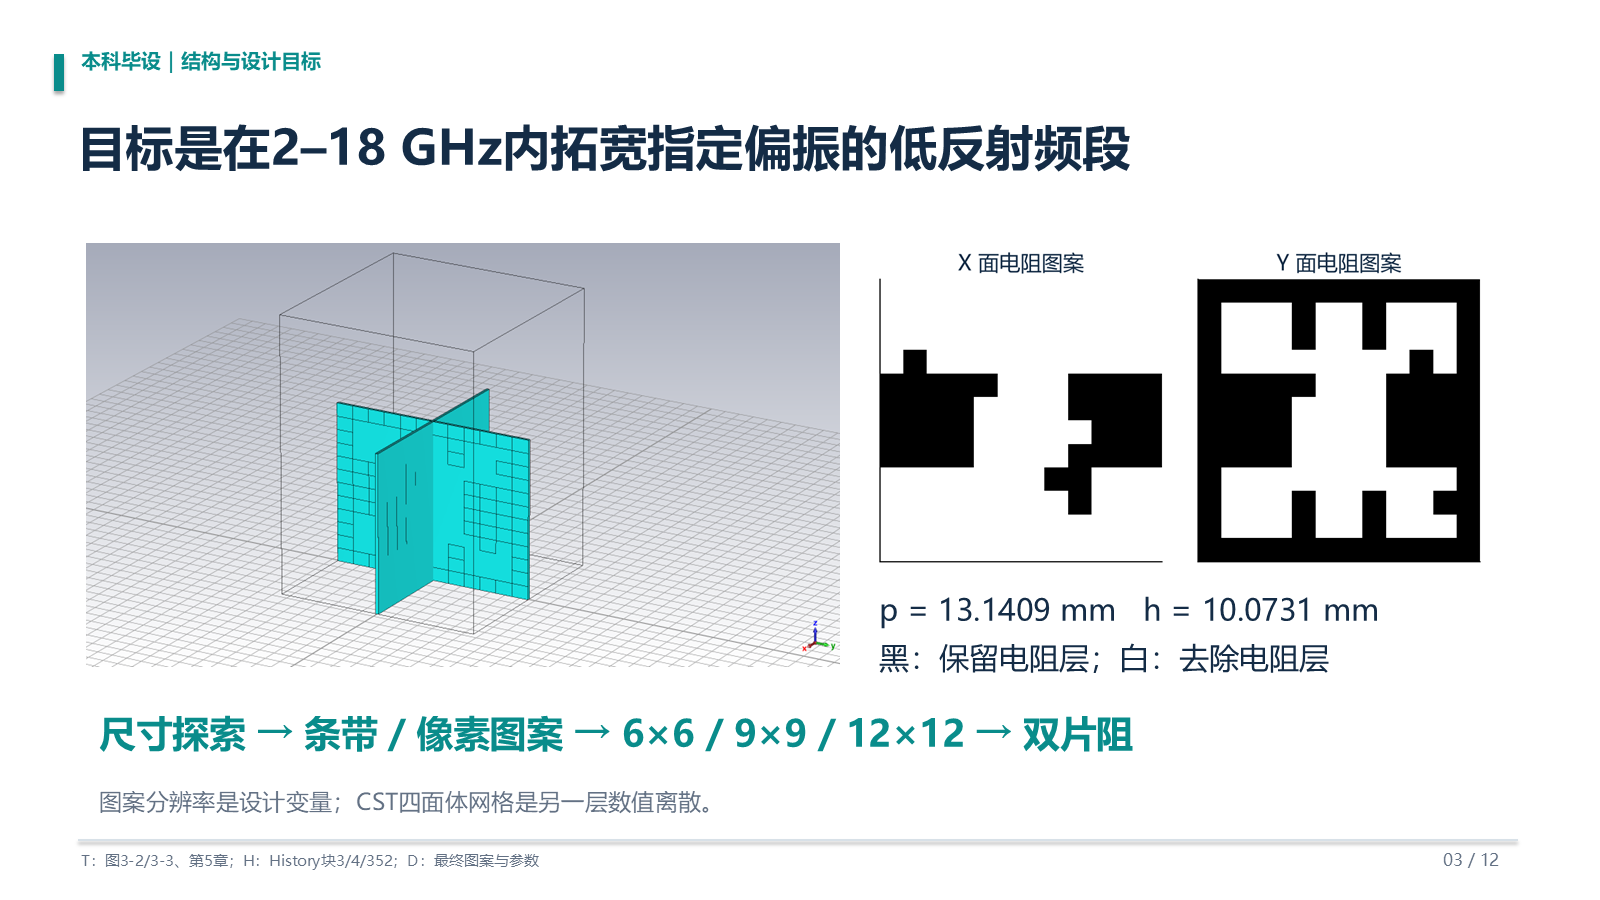 本科毕设｜结构与设计目标
目标是在2–18 GHz内拓宽指定偏振的低反射频段
X 面电阻图案
Y 面电阻图案
z
x
y
p = 13.1409 mm h = 10.0731 mm
黑：保留电阻层；白：去除电阻层
尺寸探索 → 条带 / 像素图案 → 6×6 / 9×9 / 12×12 → 双片阻
图案分辨率是设计变量；CST四面体网格是另一层数值离散。
T：图3-2/3-3、第5章；H：History块3/4/352；D：最终图案与参数
03 / 12